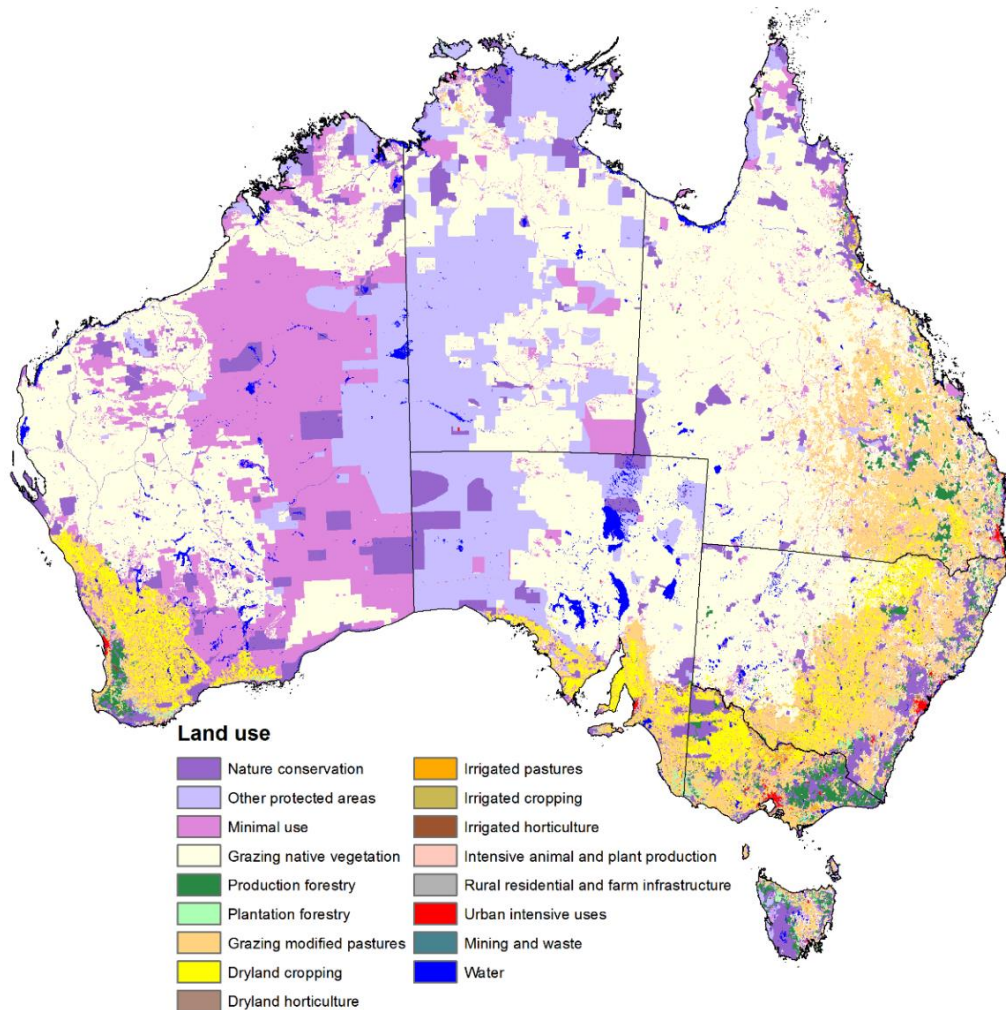 Land use
Nature conservation
Other protected areas
Minimal use
Grazing native vegetation
Production forestry
Plantation forestry
Grazing modified pastures
Dryland cropping
Dryland horticulture
Irrigated pastures
Irrigated cropping
Irrigated horticulture
Intensive animal and plant production
Rural residential and farm infrastructure
Urban intensive uses
Mining and waste
Water